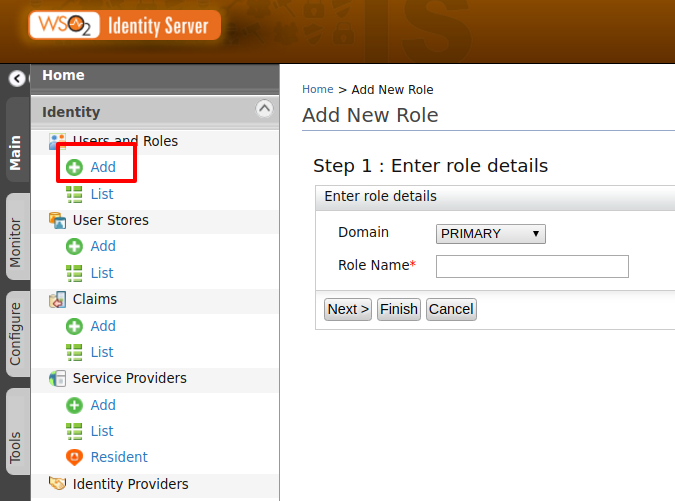 WSO2 Identity Server
Home
Identity
Users and Roles
Add
List
User Stores
Add
List
Claims
Add
List
Service Providers
Add
List
Resident
Identity Providers
Main
Monitor
Configure
Tools
Home > Add New Role
Add New Role
Step 1 : Enter role details
Enter role details
Domain PRIMARY
Role Name*
Next > Finish Cancel